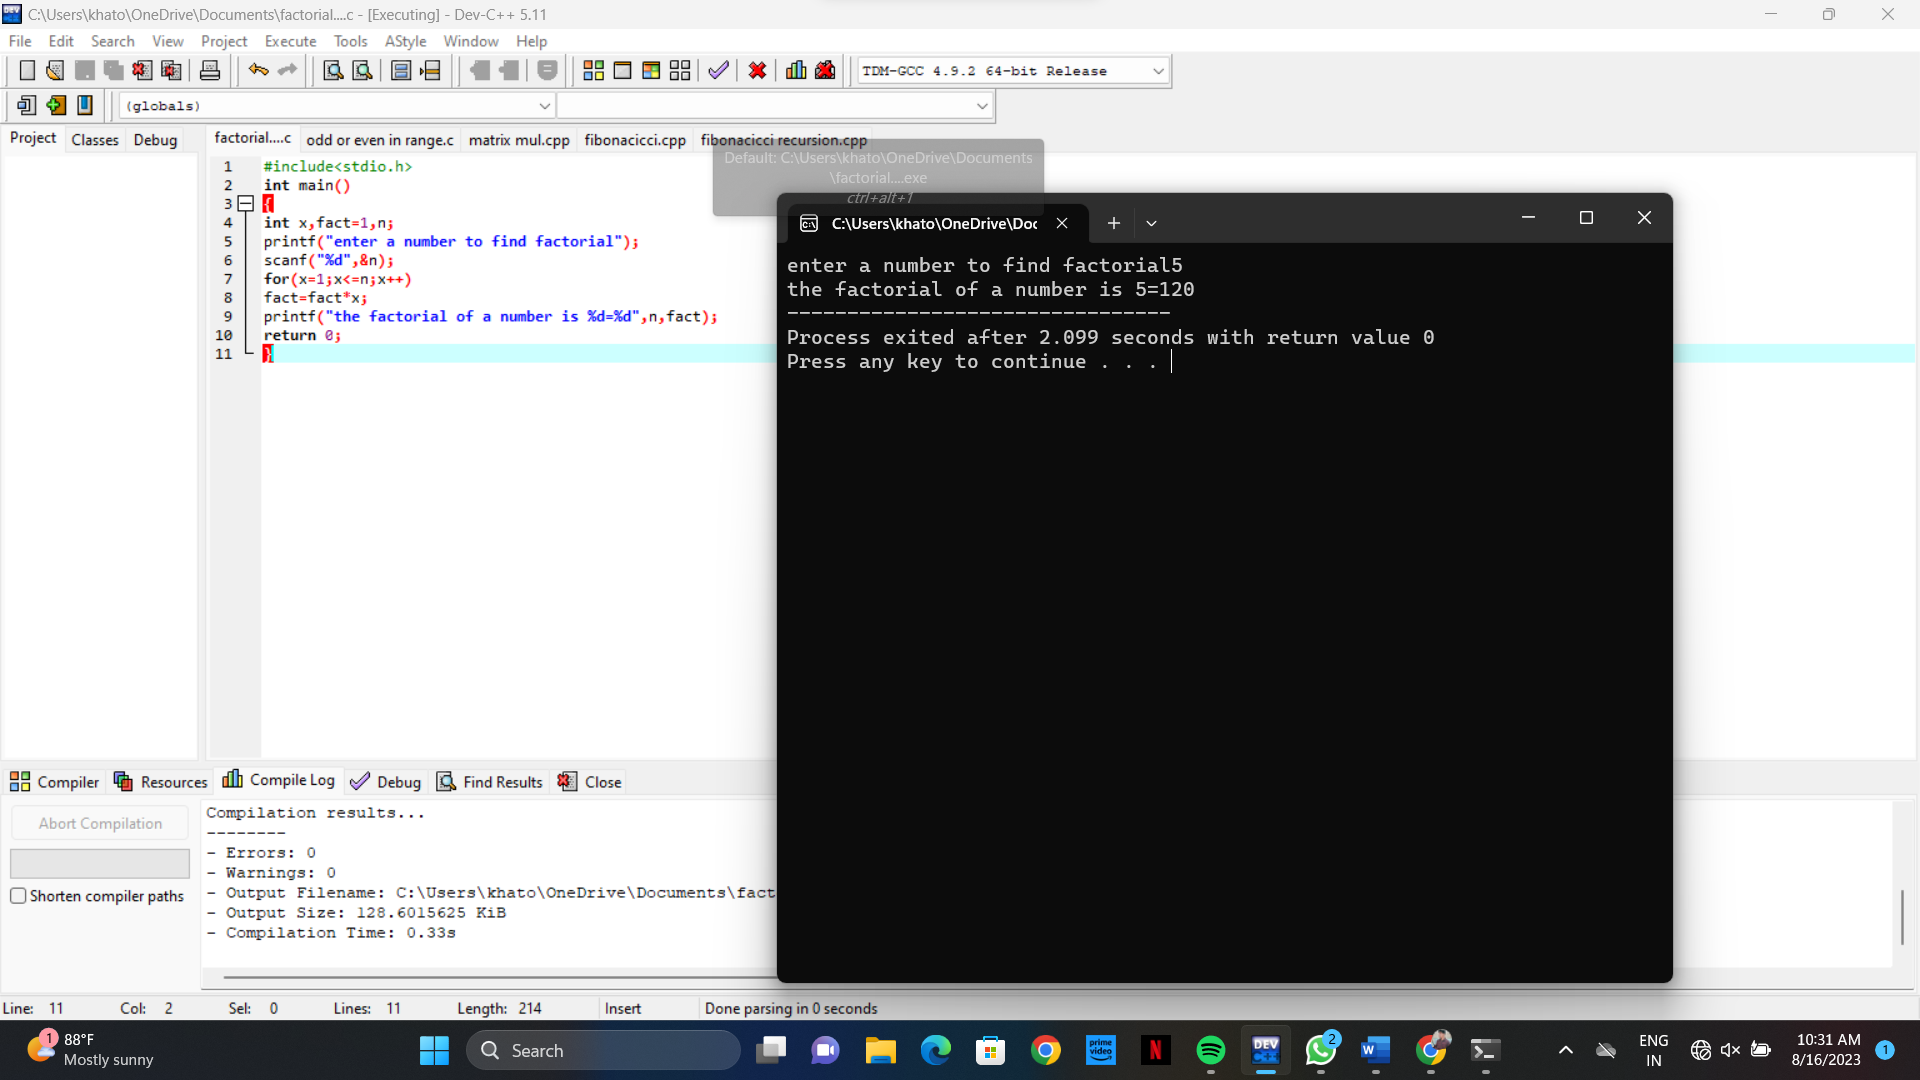 C:\Users\khato\OneDrive\Documents\factorial....c - [Executing] - Dev-C++ 5.11
File Edit Search View Project Execute Tools AStyle Window Help
TDM-GCC 4.9.2 64-bit Release
(globals)
Project Classes Debug
factorial....c odd or even in range.c matrix mul.cpp fibonacicci.cpp fibonacicci recursion.cpp
Default: C:\Users\khato\OneDrive\Documents
\factorial....exe
ctrl+alt+1
1 #include<stdio.h>
2 int main()
3 {
4 int x,fact=1,n;
5 printf("enter a number to find factorial");
6 scanf("%d",&n);
7 for(x=1;x<=n;x++)
8 fact=fact*x;
9 printf("the factorial of a number is %d=%d",n,fact);
10 return 0;
11 }
C:\Users\khato\OneDrive\Doc
enter a number to find factorial5
the factorial of a number is 5=120
--------------------------------
Process exited after 2.099 seconds with return value 0
Press any key to continue . . .
Compiler Resources Compile Log Debug Find Results Close
Abort Compilation
Shorten compiler paths
Compilation results...
--------
- Errors: 0
- Warnings: 0
- Output Filename: C:\Users\khato\OneDrive\Documents\fact
- Output Size: 128.6015625 KiB
- Compilation Time: 0.33s
Line: 11 Col: 2 Sel: 0 Lines: 11 Length: 214 Insert Done parsing in 0 seconds
1
88°F
Mostly sunny
Search
prime video
N
DEV C++
2
W
ENG
IN
10:31 AM
8/16/2023
1